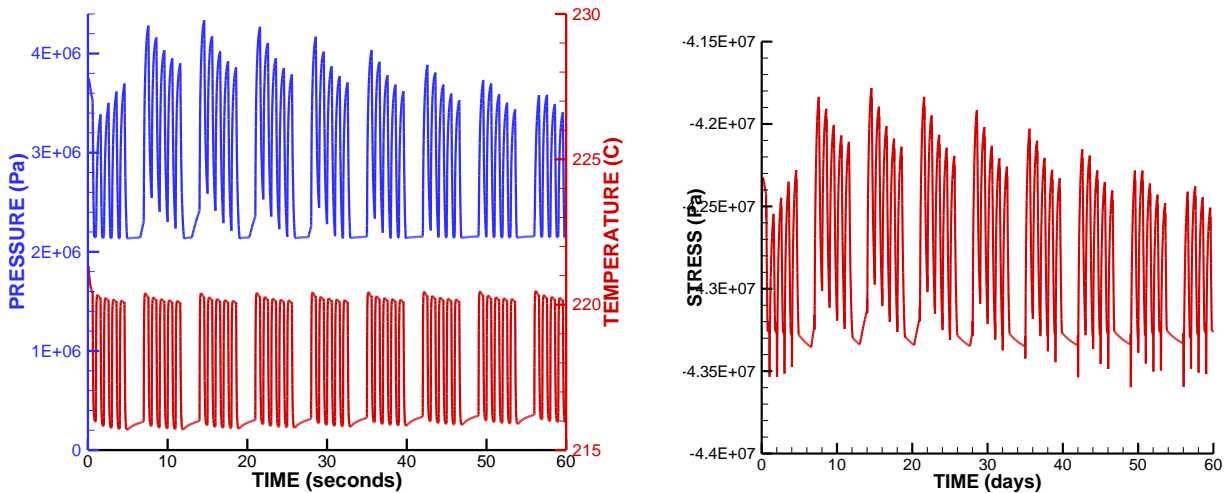 4E+06
3E+06
2E+06
1E+06
0
PRESSURE (Pa)
230
225
220
215
TEMPERATURE (C)
0 10 20 30 40 50 60
TIME (seconds)
-4.15E+07
-4.2E+07
-4.25E+07
-4.3E+07
-4.35E+07
-4.4E+07
STRESS (Pa)
0 10 20 30 40 50 60
TIME (days)